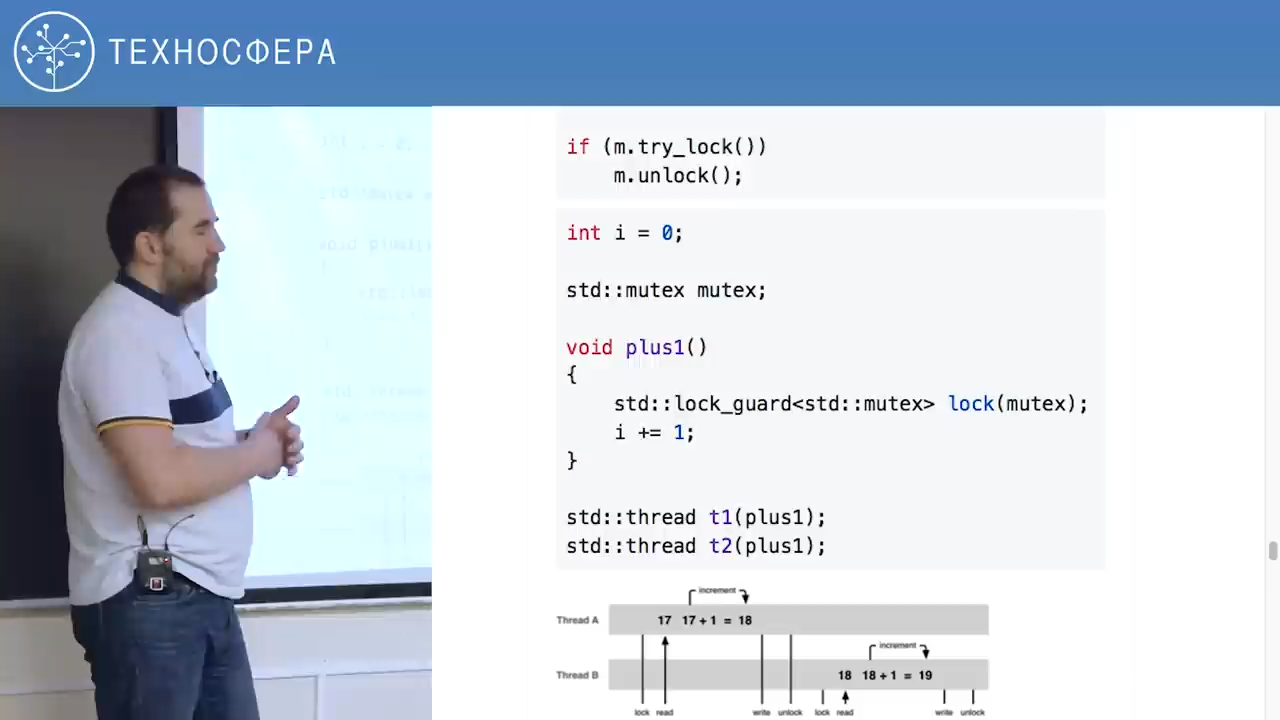 ТЕХНОСФЕРА
if (m.try_lock())
    m.unlock();
int i = 0;
std::mutex mutex;
void plus1()
{
    std::lock_guard<std::mutex> lock(mutex);
    i += 1;
}
std::thread t1(plus1);
std::thread t2(plus1);
increment
Thread A 17 17 + 1 = 18
increment
Thread B 18 18 + 1 = 19
lock read write unlock lock read write unlock